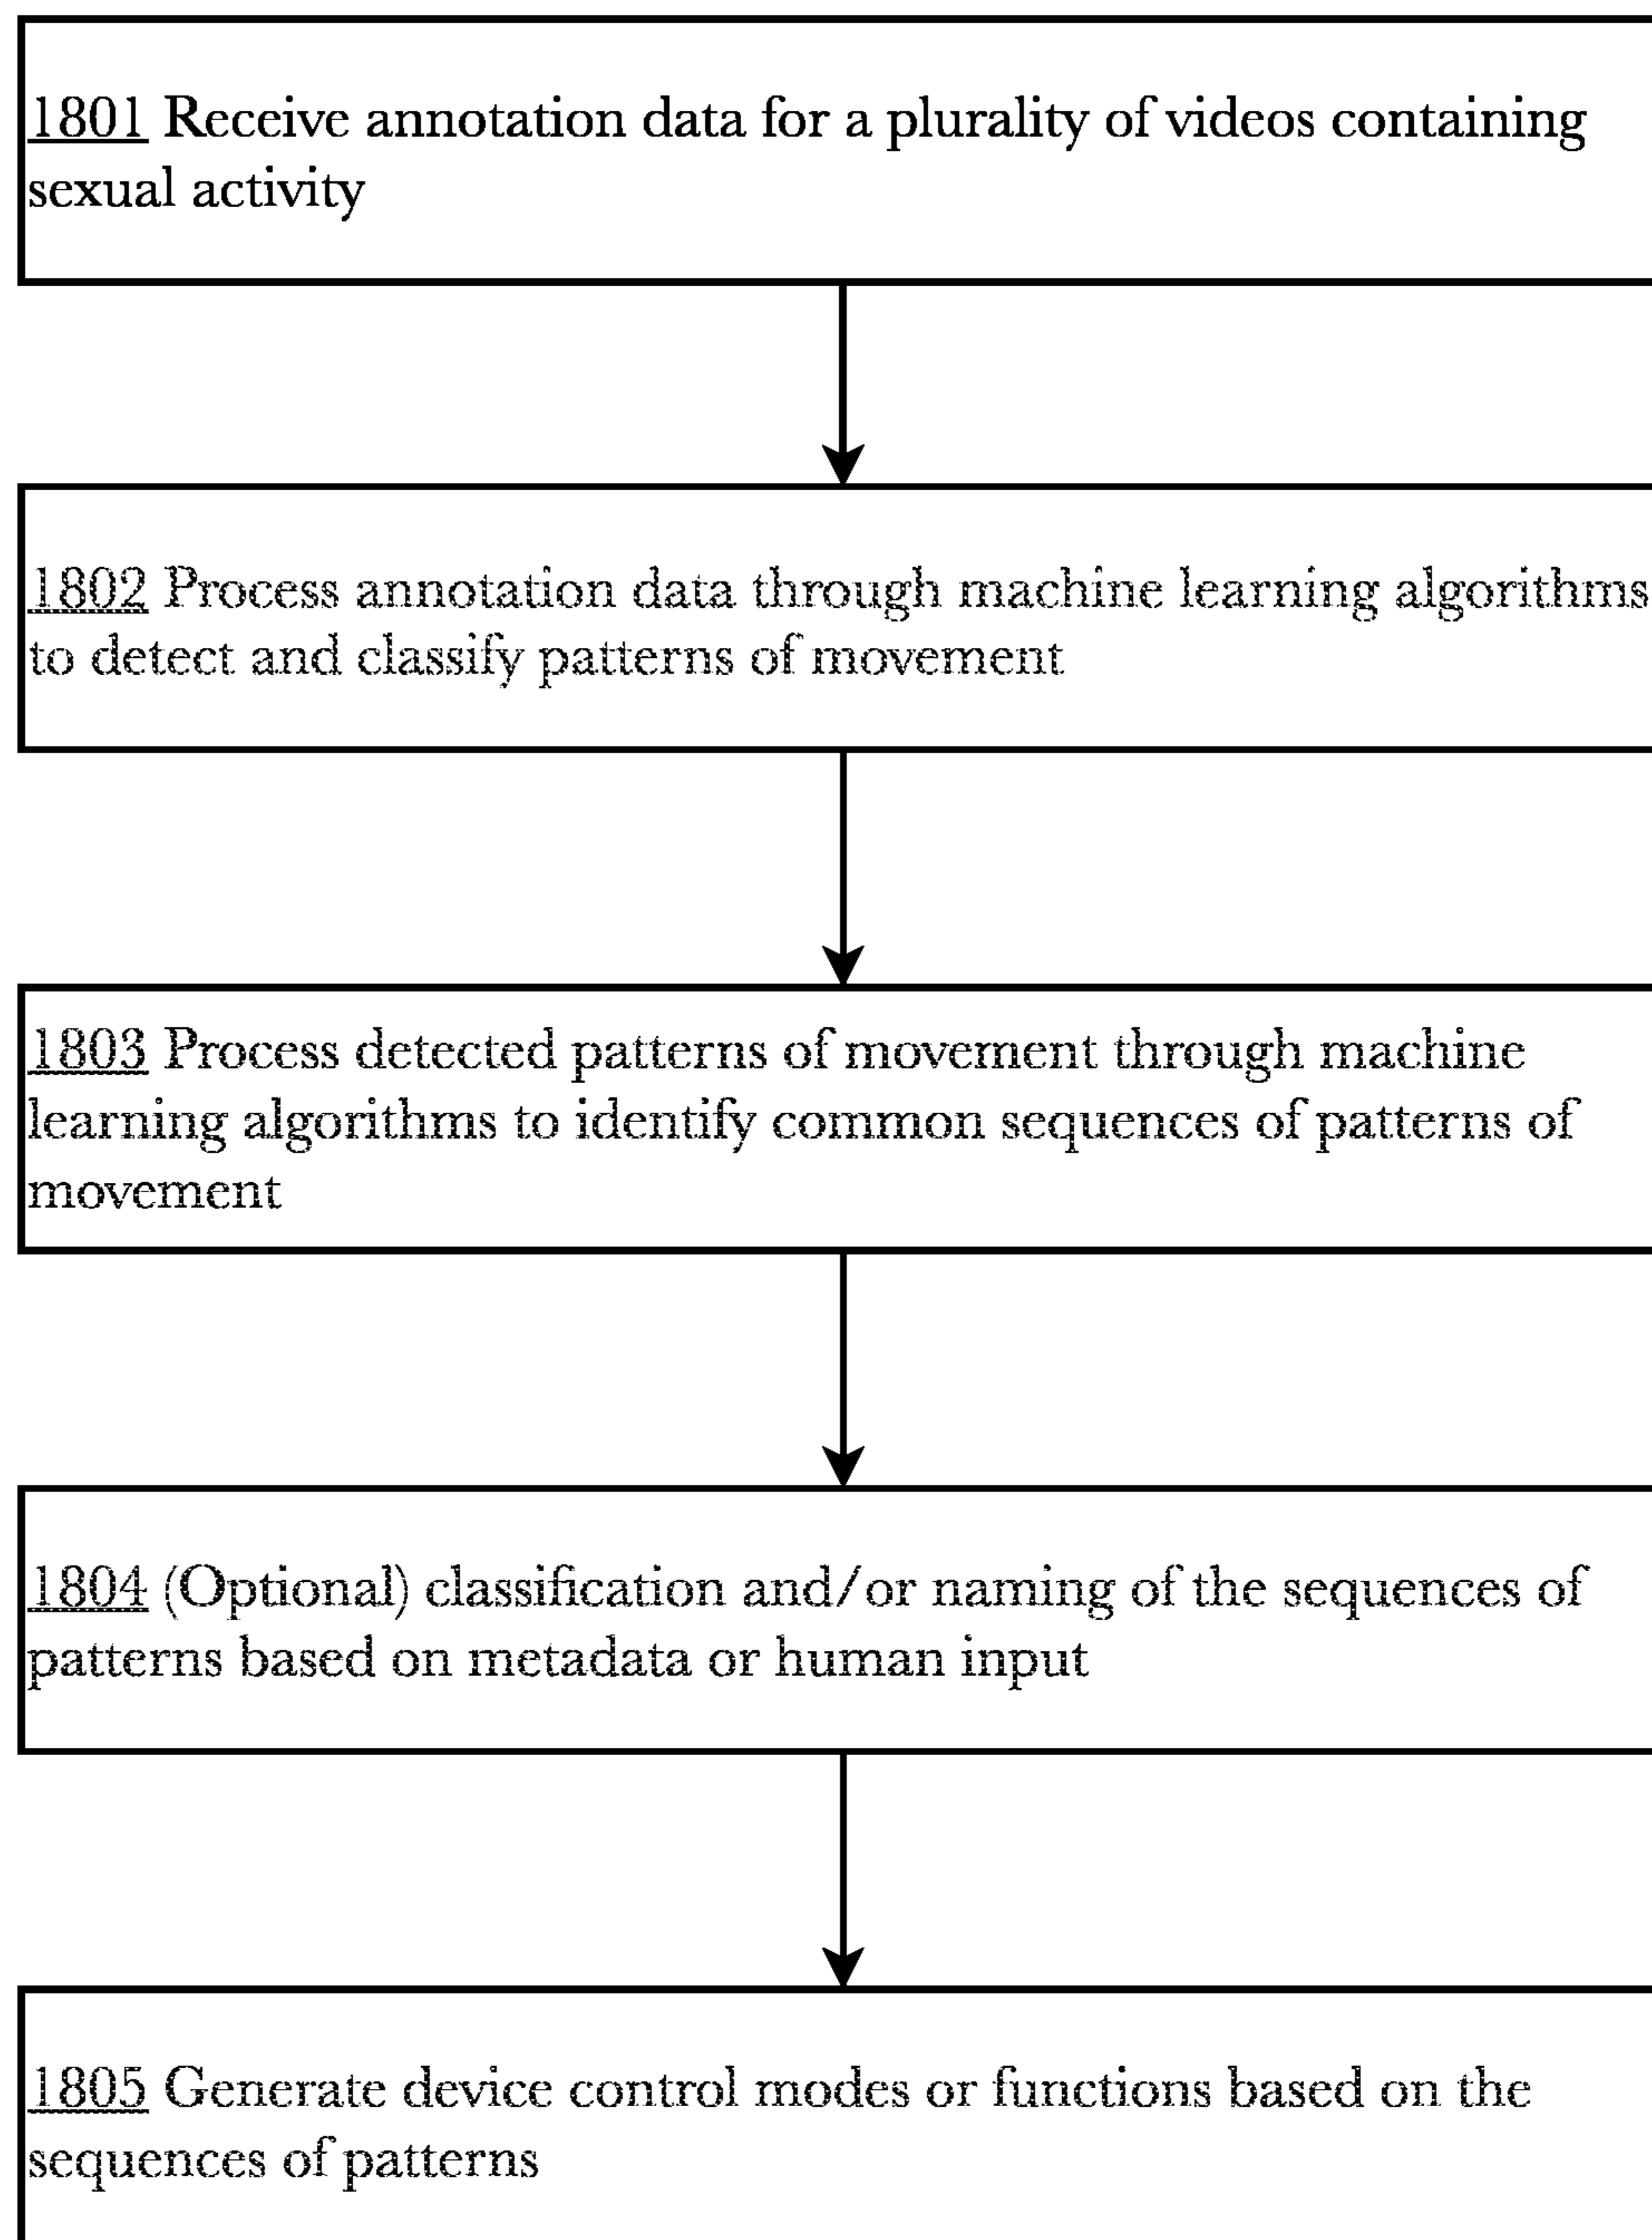 1801 Receive annotation data for a plurality of videos containing
sexual activity
1802 Process annotation data through machine learning algorithms
to detect and classify patterns of movement
1803 Process detected patterns of movement through machine
learning algorithms to identify common sequences of patterns of
movement
1804 (Optional) classification and/or naming of the sequences of
patterns based on metadata or human input
1805 Generate device control modes or functions based on the
sequences of patterns